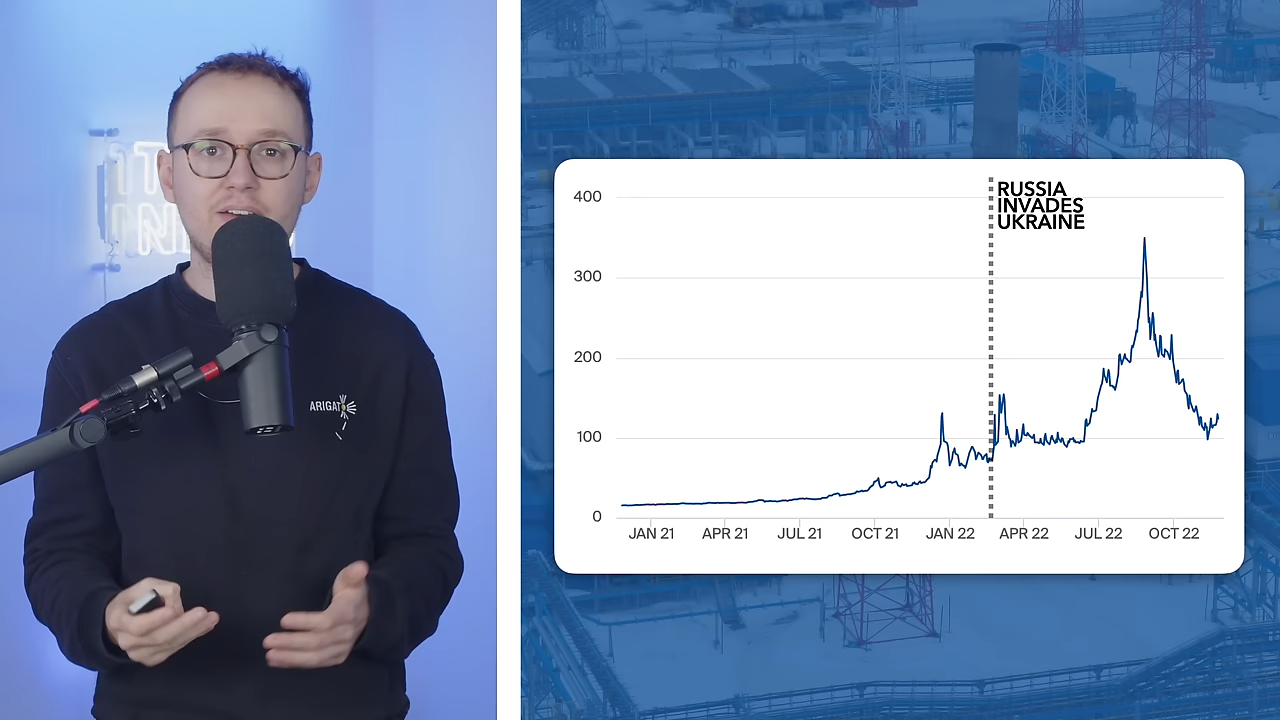 ARIGAT
RUSSIA
INVADES
UKRAINE
400
300
200
100
0
JAN 21 APR 21 JUL 21 OCT 21 JAN 22 APR 22 JUL 22 OCT 22